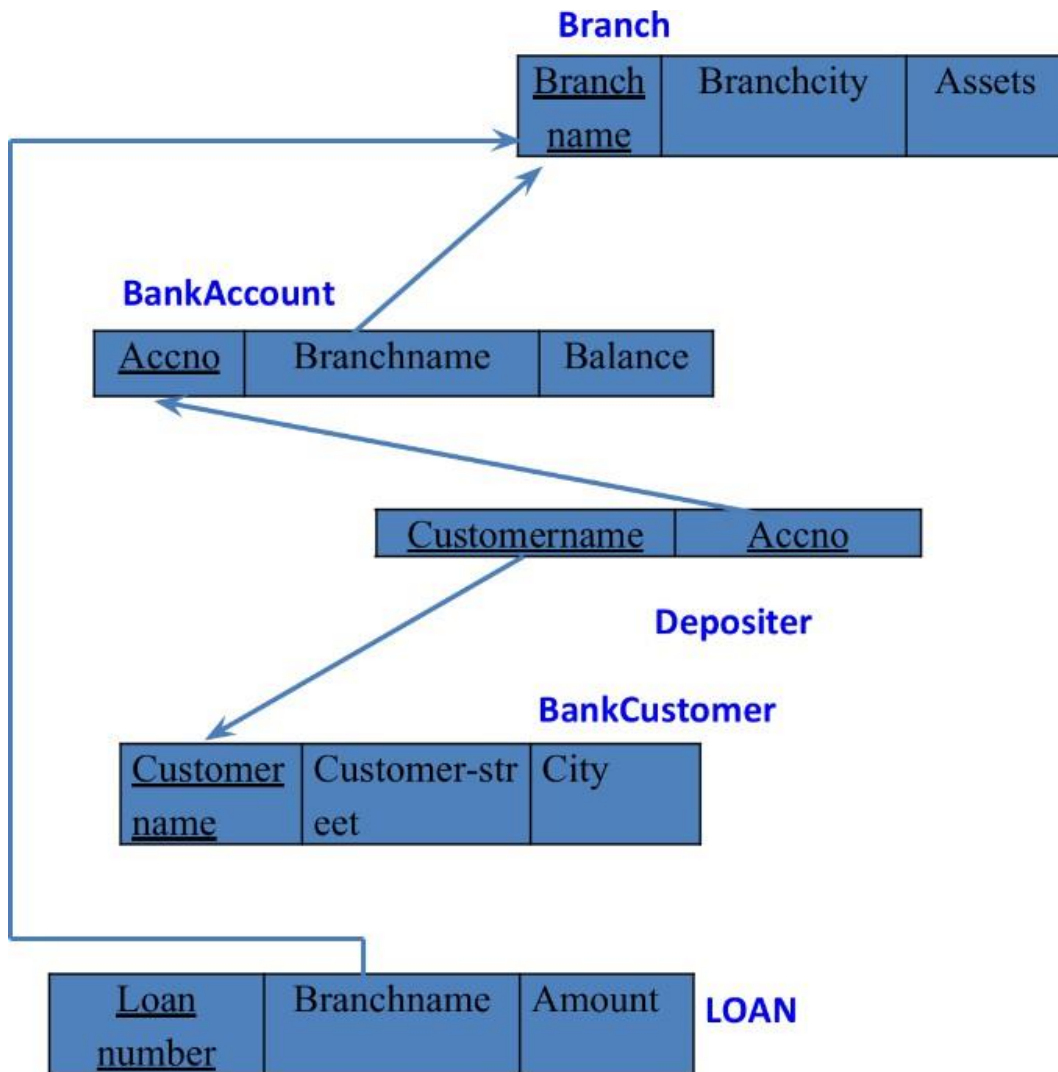 Branch
Branch Branchcity Assets
name
BankAccount
Accno Branchname Balance
Customername Accno
Depositer
BankCustomer
Customer Customer-str City
name eet
Loan Branchname Amount
number
LOAN